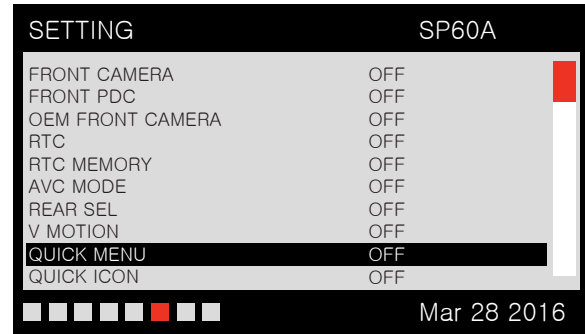 SETTING SP60A
FRONT CAMERA OFF
FRONT PDC OFF
OEM FRONT CAMERA OFF
RTC OFF
RTC MEMORY OFF
AVC MODE OFF
REAR SEL OFF
V MOTION OFF
QUICK MENU OFF
QUICK ICON OFF
Mar 28 2016